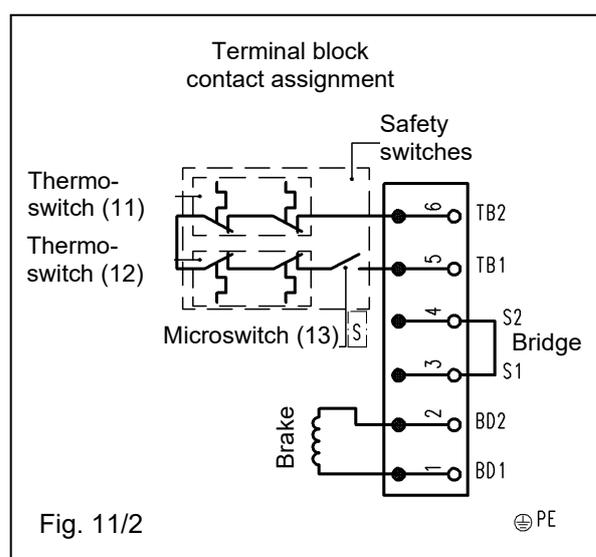 Terminal block
contact assignment
Safety
switches
Thermo-
switch (11)
Thermo-
switch (12)
Microswitch (13)
S
6 TB2
5 TB1
4 S2
Bridge
3 S1
2 BD2
1 BD1
Brake
Fig. 11/2
PE